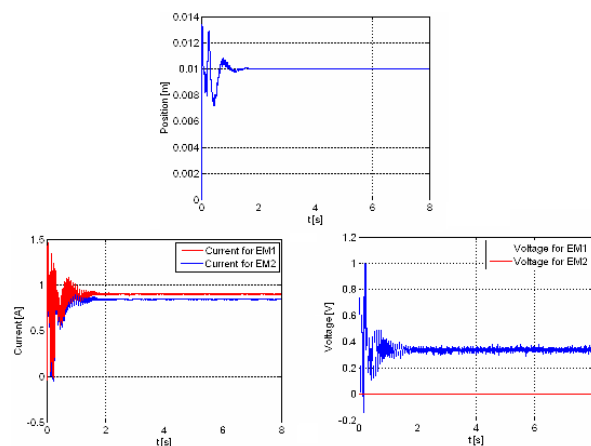 0.014
0.012
0.01
0.008
0.006
0.004
0.002
0
Position [m]
0 2 4 6 8
t[s]
1.5
1
0.5
0
-0.5
Current [A]
Current for EM1
Current for EM2
0 2 4 6 8
t[s]
1.2
1
0.8
0.6
0.4
0.2
0
-0.2
Voltage [V]
Voltage for EM1
Voltage for EM2
0 2 4 6
t[s]